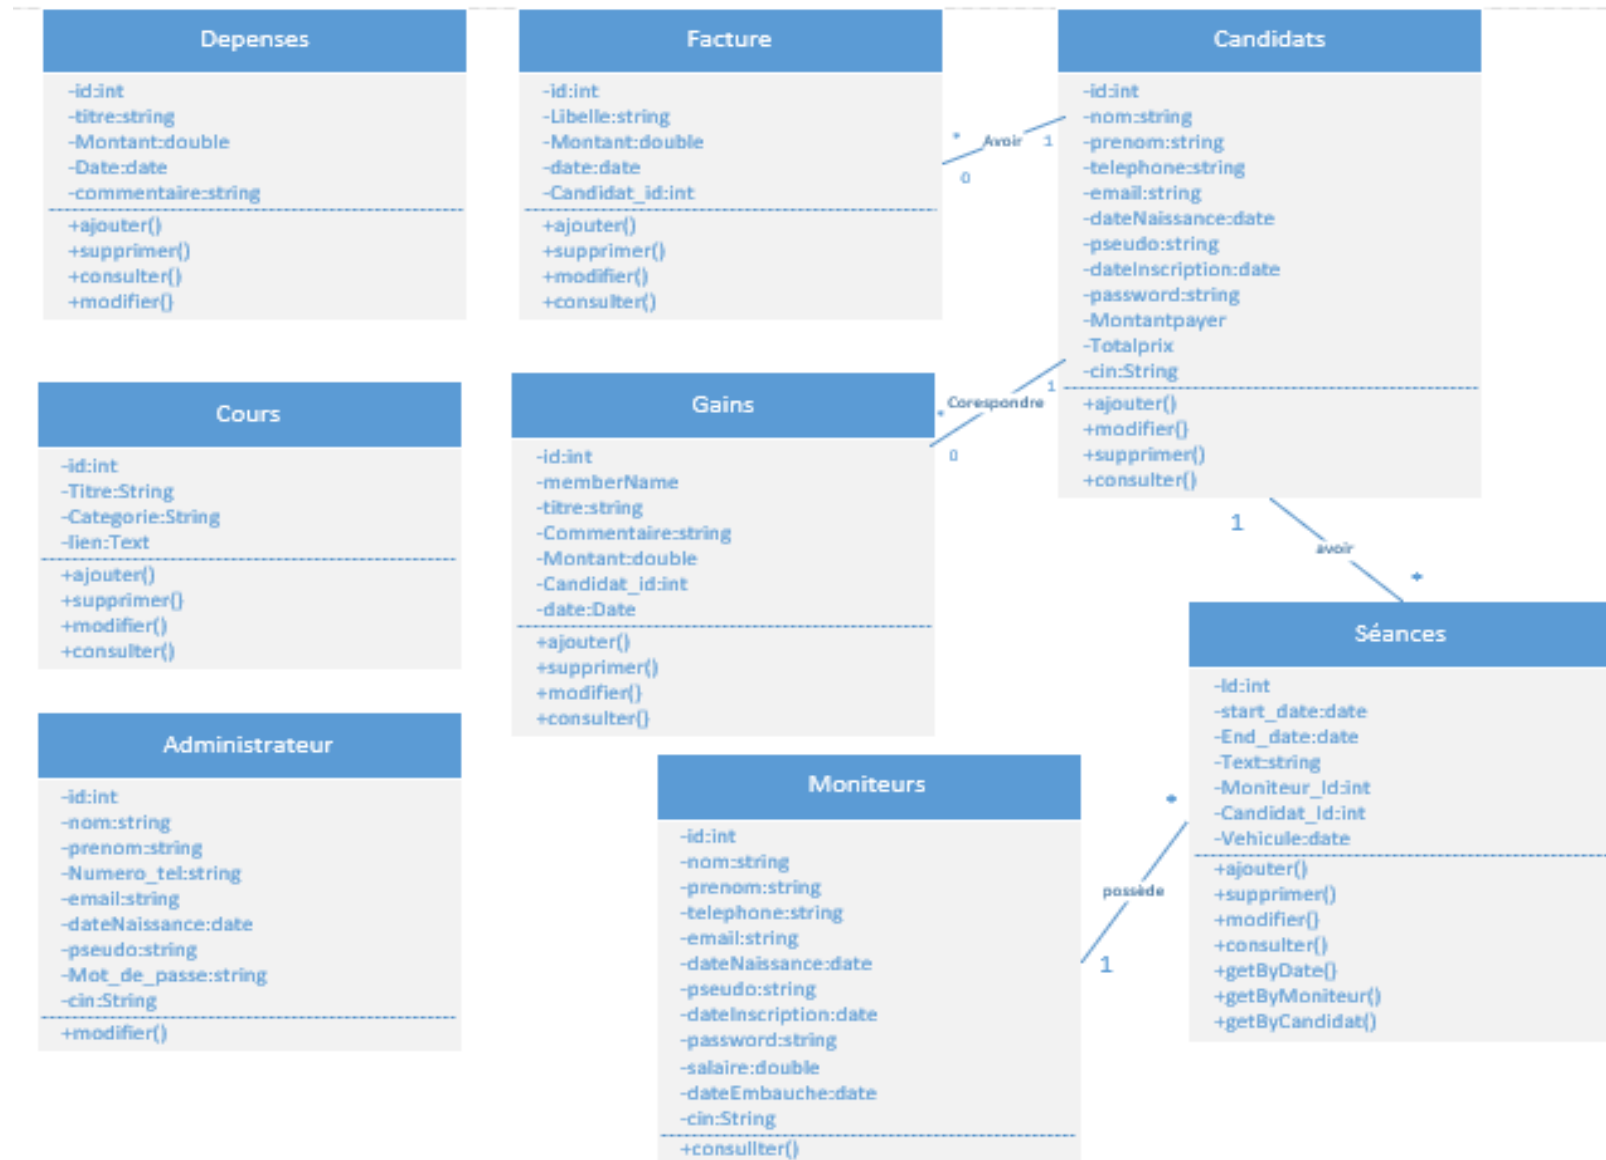 Depenses
-id:int
-titre:string
-Montant:double
-Date:date
-commentaire:string
+ajouter()
+supprimer()
+consulter()
+modifier()
Facture
-id:int
-Libelle:string
-Montant:double
-date:date
-Candidat_id:int
+ajouter()
+supprimer()
+modifier()
+consulter()
* Avoir 1
0
Candidats
-id:int
-nom:string
-prenom:string
-telephone:string
-email:string
-dateNaissance:date
-pseudo:string
-dateInscription:date
-password:string
-Montantpayer
-Totalprix
-cin:String
+ajouter()
+modifier()
+supprimer()
+consulter()
Cours
-id:int
-Titre:String
-Categorie:String
-lien:Text
+ajouter()
+supprimer()
+modifier()
+consulter()
Gains
-id:int
-memberName
-titre:string
-Commentaire:string
-Montant:double
-Candidat_id:int
-date:Date
+ajouter()
+supprimer()
+modifier()
+consulter()
* Corespondre 1
0
1
avoir
*
Séances
-Id:int
-start_date:date
-End_date:date
-Text:string
-Moniteur_Id:int
-Candidat_Id:int
-Vehicule:date
+ajouter()
+supprimer()
+modifier()
+consulter()
+getByDate()
+getByMoniteur()
+getByCandidat()
Administrateur
-id:int
-nom:string
-prenom:string
-Numero_tel:string
-email:string
-dateNaissance:date
-pseudo:string
-Mot_de_passe:string
-cin:String
+modifier()
Moniteurs
-id:int
-nom:string
-prenom:string
-telephone:string
-email:string
-dateNaissance:date
-pseudo:string
-dateInscription:date
-password:string
-salaire:double
-dateEmbauche:date
-cin:String
+consullter()
*
possède
1